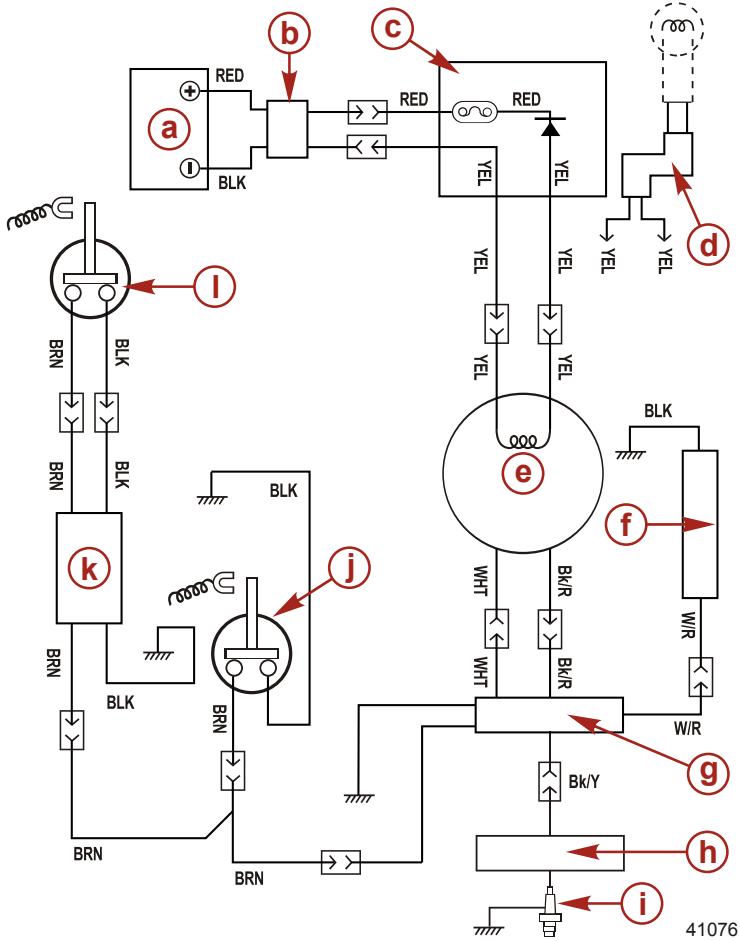 b
c
RED
+
a
RED
RED
−
BLK
YEL
YEL
d
YEL
YEL
YEL
YEL
l
BRN
BLK
YEL
YEL
BLK
BRN
BLK
e
BLK
f
k
j
WHT
Bk/R
W/R
BRN
BLK
BRN
WHT
Bk/R
W/R
g
Bk/Y
BRN
BRN
h
i
41076